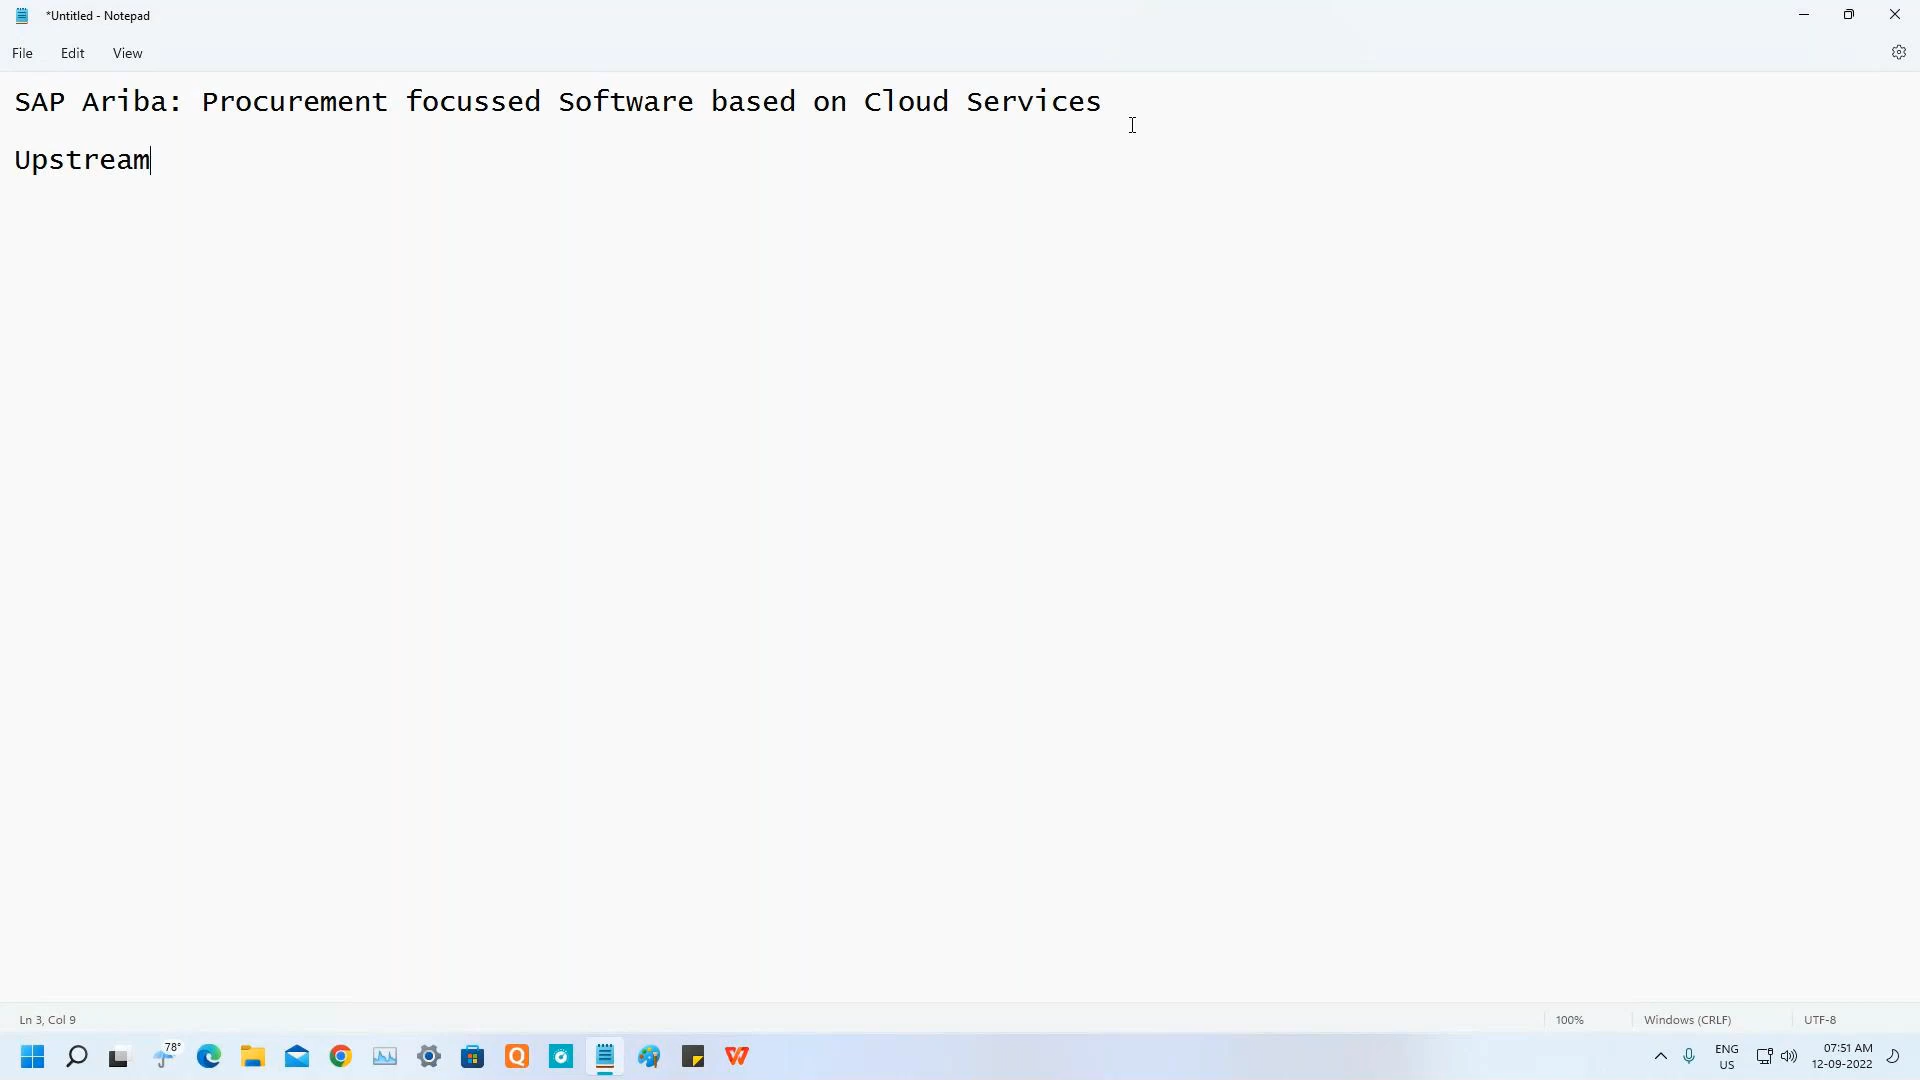 *Untitled - Notepad
File Edit View
SAP Ariba: Procurement focussed Software based on Cloud Services
Upstream
Ln 3, Col 9
100%
Windows (CRLF)
UTF-8
78°
ENG
US
07:51 AM
12-09-2022